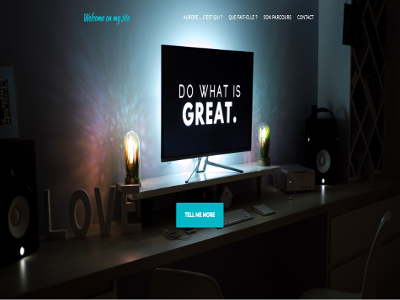 Welcome on my site
AURORE ... C'EST QUI ?
QUE FAIT-ELLE ?
SON PARCOURS
CONTACT
DO WHAT IS
GREAT.
LOVE
TELL ME MORE